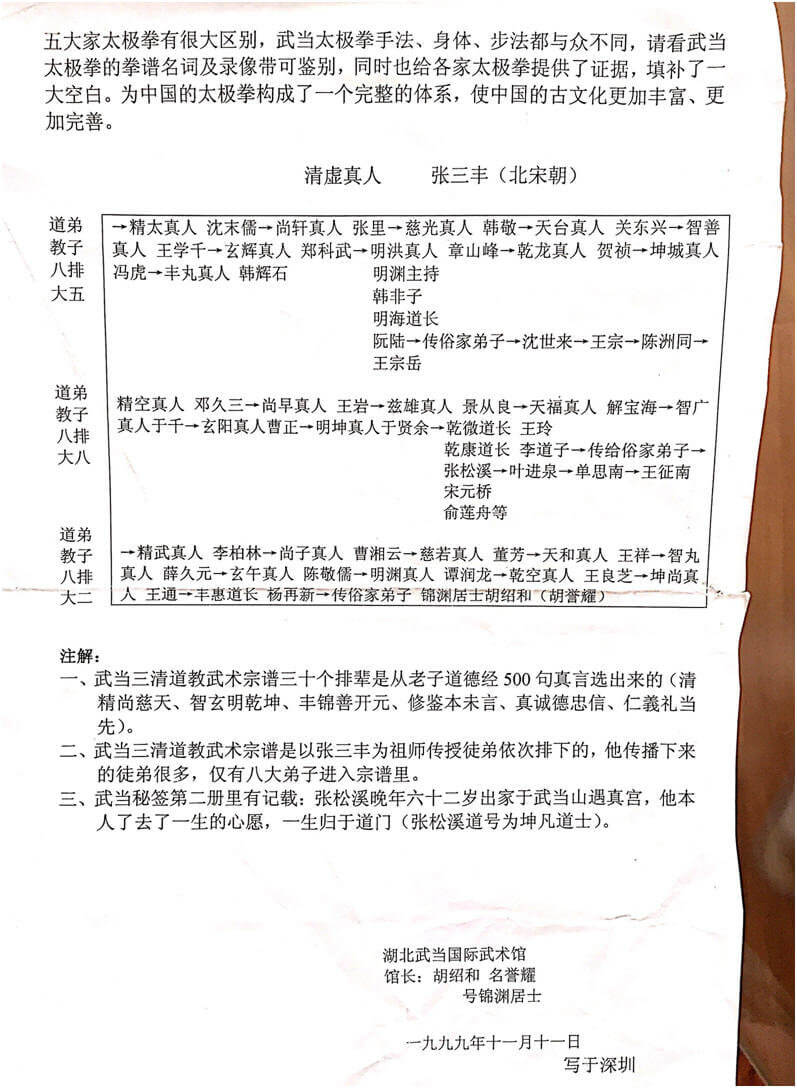 五大家太极拳有很大区别，武当太极拳手法、身体、步法都与众不同，请看武当
太极拳的拳谱名词及录像带可鉴别，同时也给各家太极拳提供了证据，填补了一
大空白。为中国的太极拳构成了一个完整的体系，使中国的古文化更加丰富、更
加完善。
清虚真人 张三丰（北宋朝）
道弟
教子
八排
大五
→精太真人 沈末儒→尚轩真人 张里→慈光真人 韩敬→天台真人 关东兴→智善
真人 王学千→玄辉真人 郑科武→明洪真人 章山峰→乾龙真人 贺祯→坤城真人
冯虎→丰丸真人 韩辉石 明渊主持
韩非子
明海道长
阮陆→传俗家弟子→沈世来→王宗→陈洲同→
王宗岳
道弟
教子
八排
大八
精空真人 邓久三→尚早真人 王岩→兹雄真人 景从良→天福真人 解宝海→智广
真人于千→玄阳真人曹正→明坤真人于贤余→乾微道长 王玲
乾康道长 李道子→传给俗家弟子→
张松溪→叶进泉→单思南→王征南
宋元桥
俞莲舟等
道弟
教子
八排
大二
→精武真人 李柏林→尚子真人 曹湘云→慈若真人 董芳→天和真人 王祥→智丸
真人 薛久元→玄午真人 陈敬儒→明渊真人 谭润龙→乾空真人 王良芝→坤尚真
人 王通→丰惠道长 杨再新→传俗家弟子 锦渊居士胡绍和（胡誉耀）
注解：
一、武当三清道教武术宗谱三十个排辈是从老子道德经 500 句真言选出来的（清
精尚慈天、智玄明乾坤、丰锦善开元、修鉴本未言、真诚德忠信、仁義礼当
先）。
二、武当三清道教武术宗谱是以张三丰为祖师传授徒弟依次排下的，他传播下来
的徒弟很多，仅有八大弟子进入宗谱里。
三、武当秘签第二册里有记载：张松溪晚年六十二岁出家于武当山遇真宫，他本
人了去了一生的心愿，一生归于道门（张松溪道号为坤凡道士）。
湖北武当国际武术馆
馆长：胡绍和 名誉耀
号锦渊居士
一九九九年十一月十一日
写于深圳